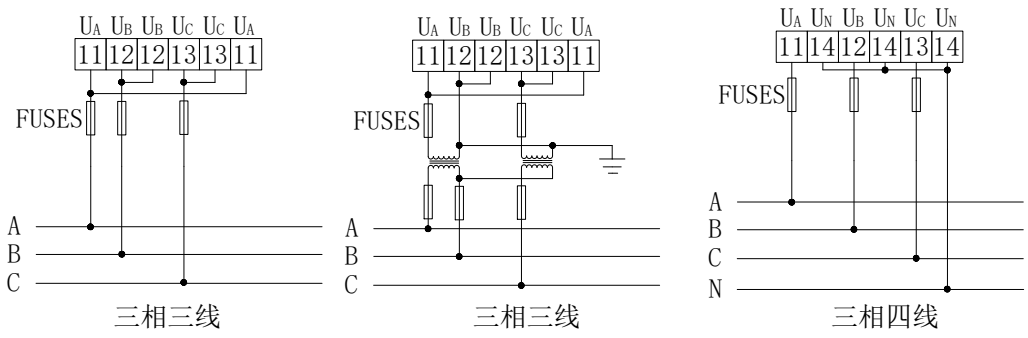 UA UB UB UC UC UA
11 12 12 13 13 11
FUSES
A
B
C
三相三线
UA UB UB UC UC UA
11 12 12 13 13 11
FUSES
A
B
C
三相三线
UA UN UB UN UC UN
11 14 12 14 13 14
FUSES
A
B
C
N
三相四线